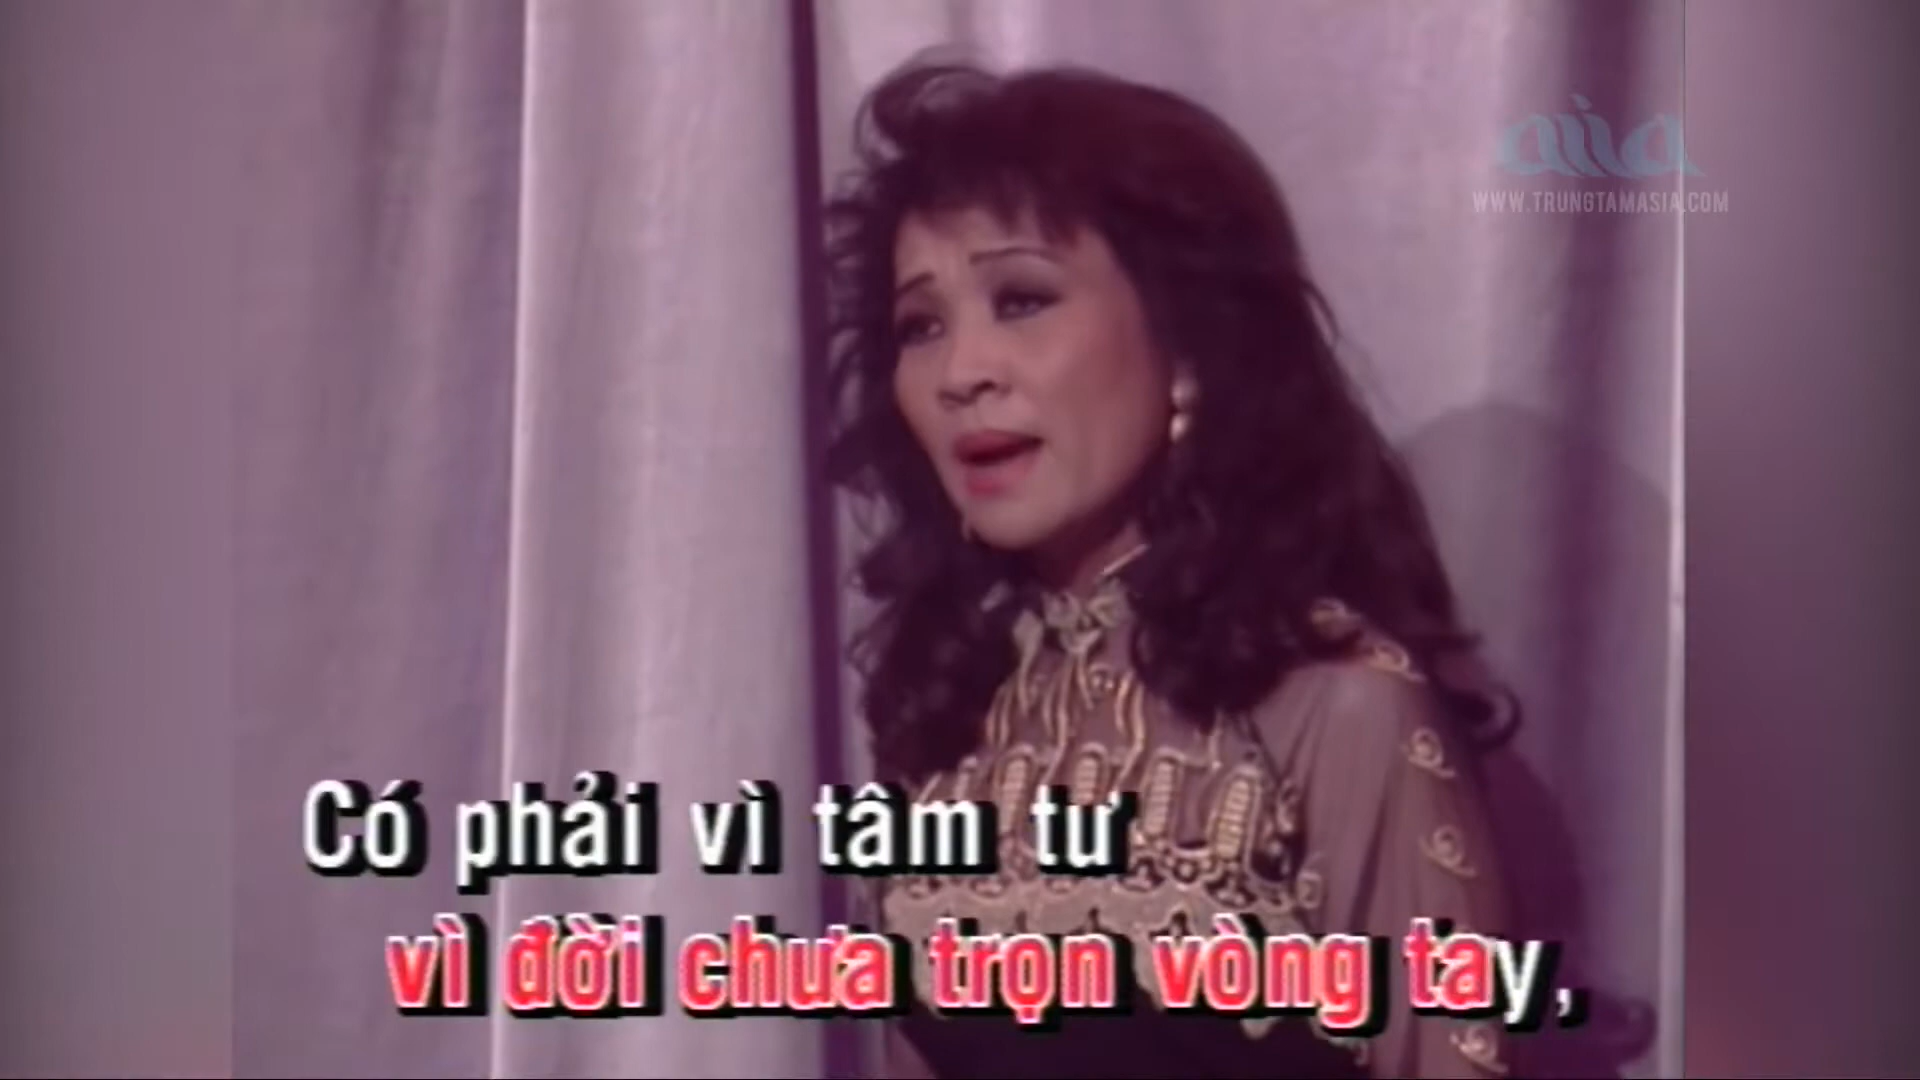 asia
WWW.TRUNGTAMASIA.COM
Có phải vì tâm tư
vì đời chưa trọn vòng tay,